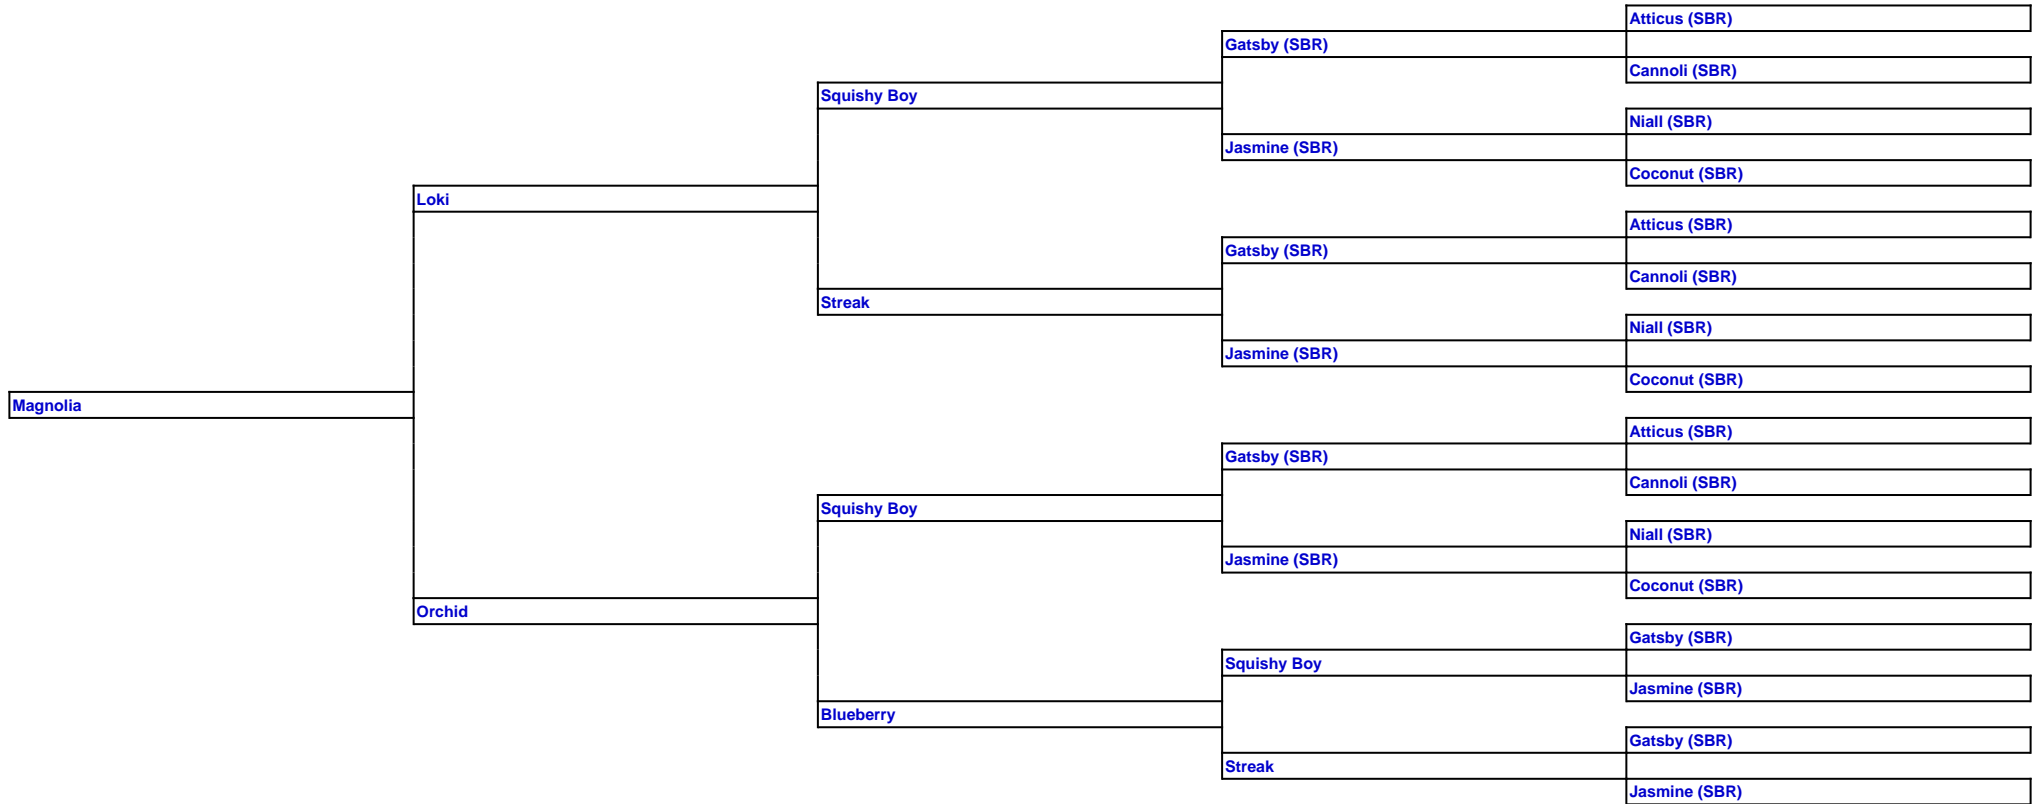 Atticus (SBR)
Gatsby (SBR)
Cannoli (SBR)
Squishy Boy
Niall (SBR)
Jasmine (SBR)
Coconut (SBR)
Loki
Atticus (SBR)
Gatsby (SBR)
Cannoli (SBR)
Streak
Niall (SBR)
Jasmine (SBR)
Coconut (SBR)
Magnolia
Atticus (SBR)
Gatsby (SBR)
Cannoli (SBR)
Squishy Boy
Niall (SBR)
Jasmine (SBR)
Coconut (SBR)
Orchid
Gatsby (SBR)
Squishy Boy
Jasmine (SBR)
Blueberry
Gatsby (SBR)
Streak
Jasmine (SBR)